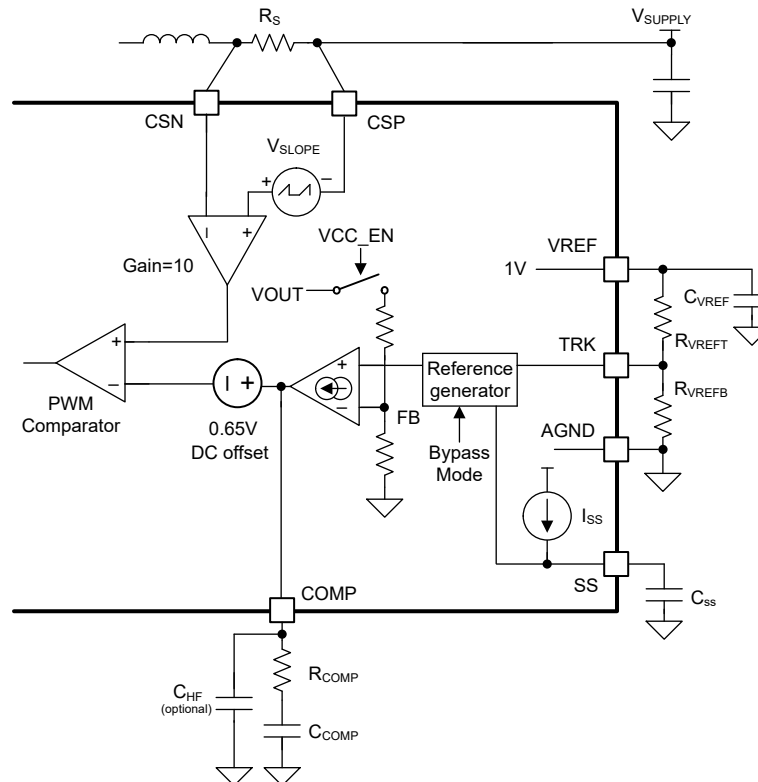 RS
VSUPPLY
CSN
CSP
VSLOPE
+
−
−
+
Gain=10
VCC_EN
VOUT
VREF
1V
CVREF
RVREFT
TRK
RVREFB
AGND
+
−
PWM
Comparator
− +
0.65V
DC offset
+
−
FB
Reference
generator
Bypass
Mode
ISS
SS
Css
COMP
RCOMP
CHF
(optional)
CCOMP